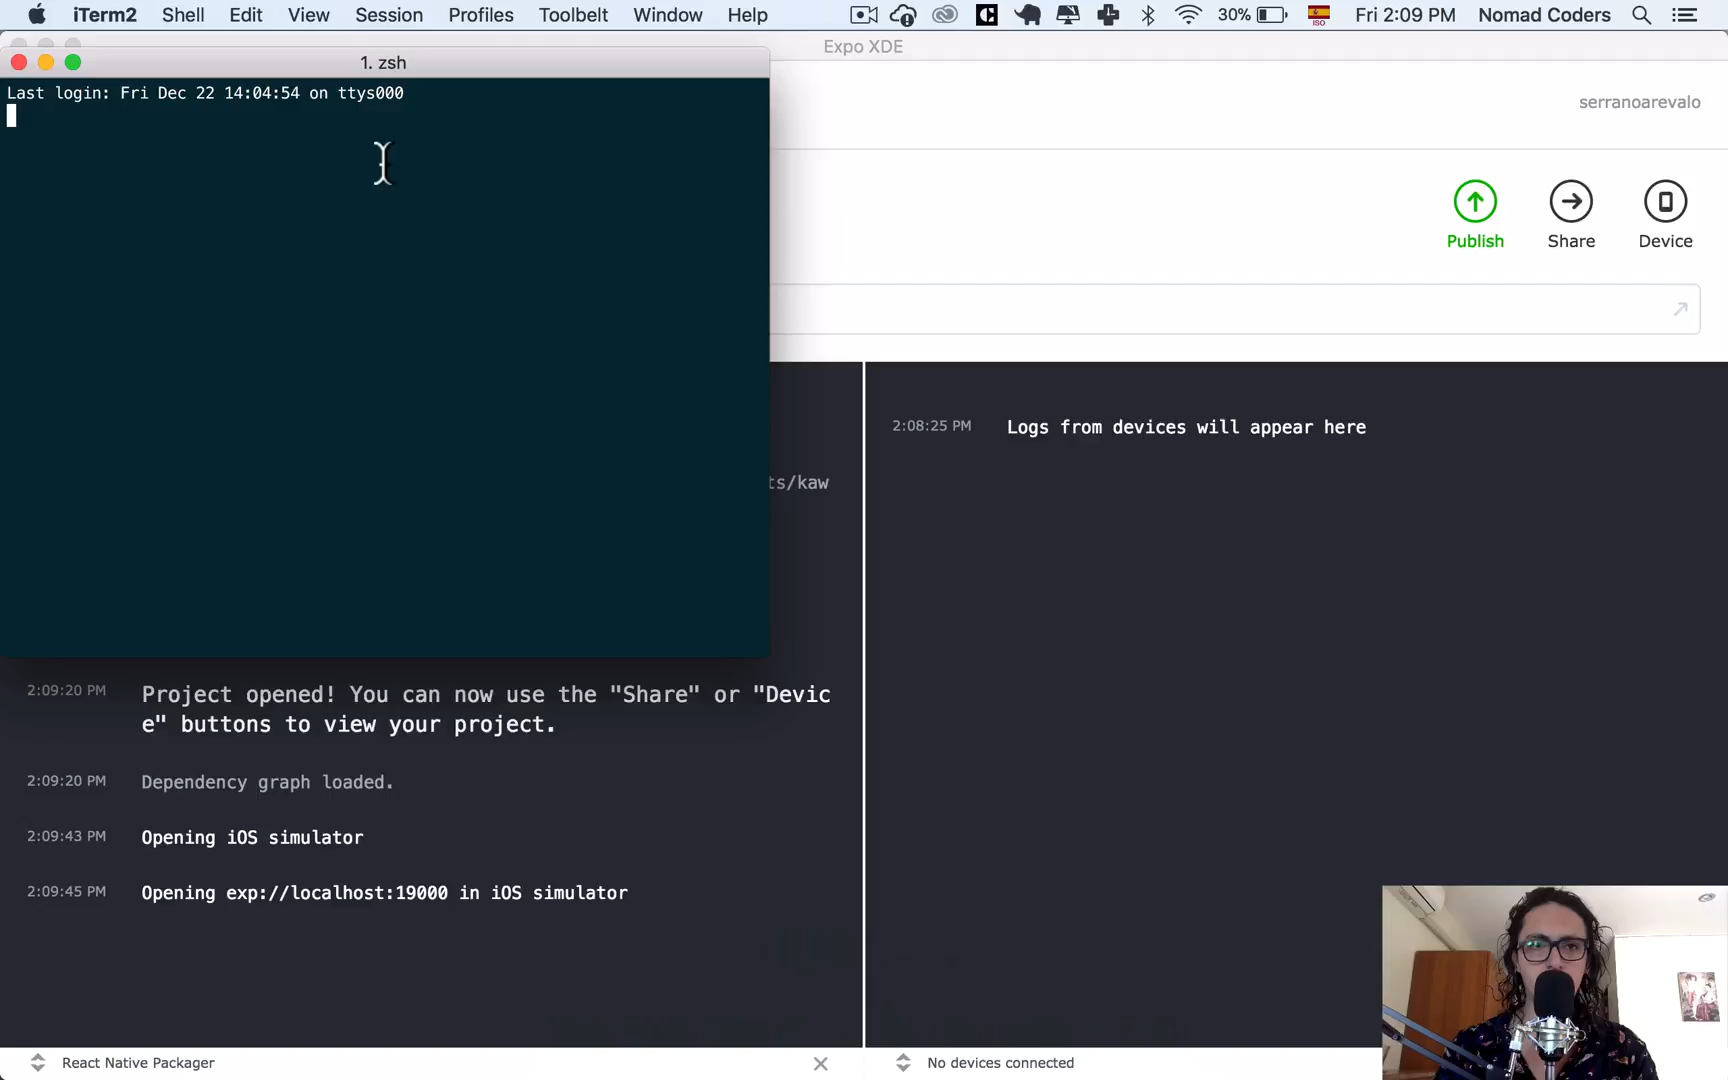 iTerm2 Shell Edit View Session Profiles Toolbelt Window Help 30% ISO Fri 2:09 PM Nomad Coders
Expo XDE
1. zsh
Last login: Fri Dec 22 14:04:54 on ttys000
serranoarevalo
Publish Share Device
2:08:25 PM Logs from devices will appear here
ts/kaw
2:09:20 PM Project opened! You can now use the "Share" or "Devic
e" buttons to view your project.
2:09:20 PM Dependency graph loaded.
2:09:43 PM Opening iOS simulator
2:09:45 PM Opening exp://localhost:19000 in iOS simulator
React Native Packager No devices connected